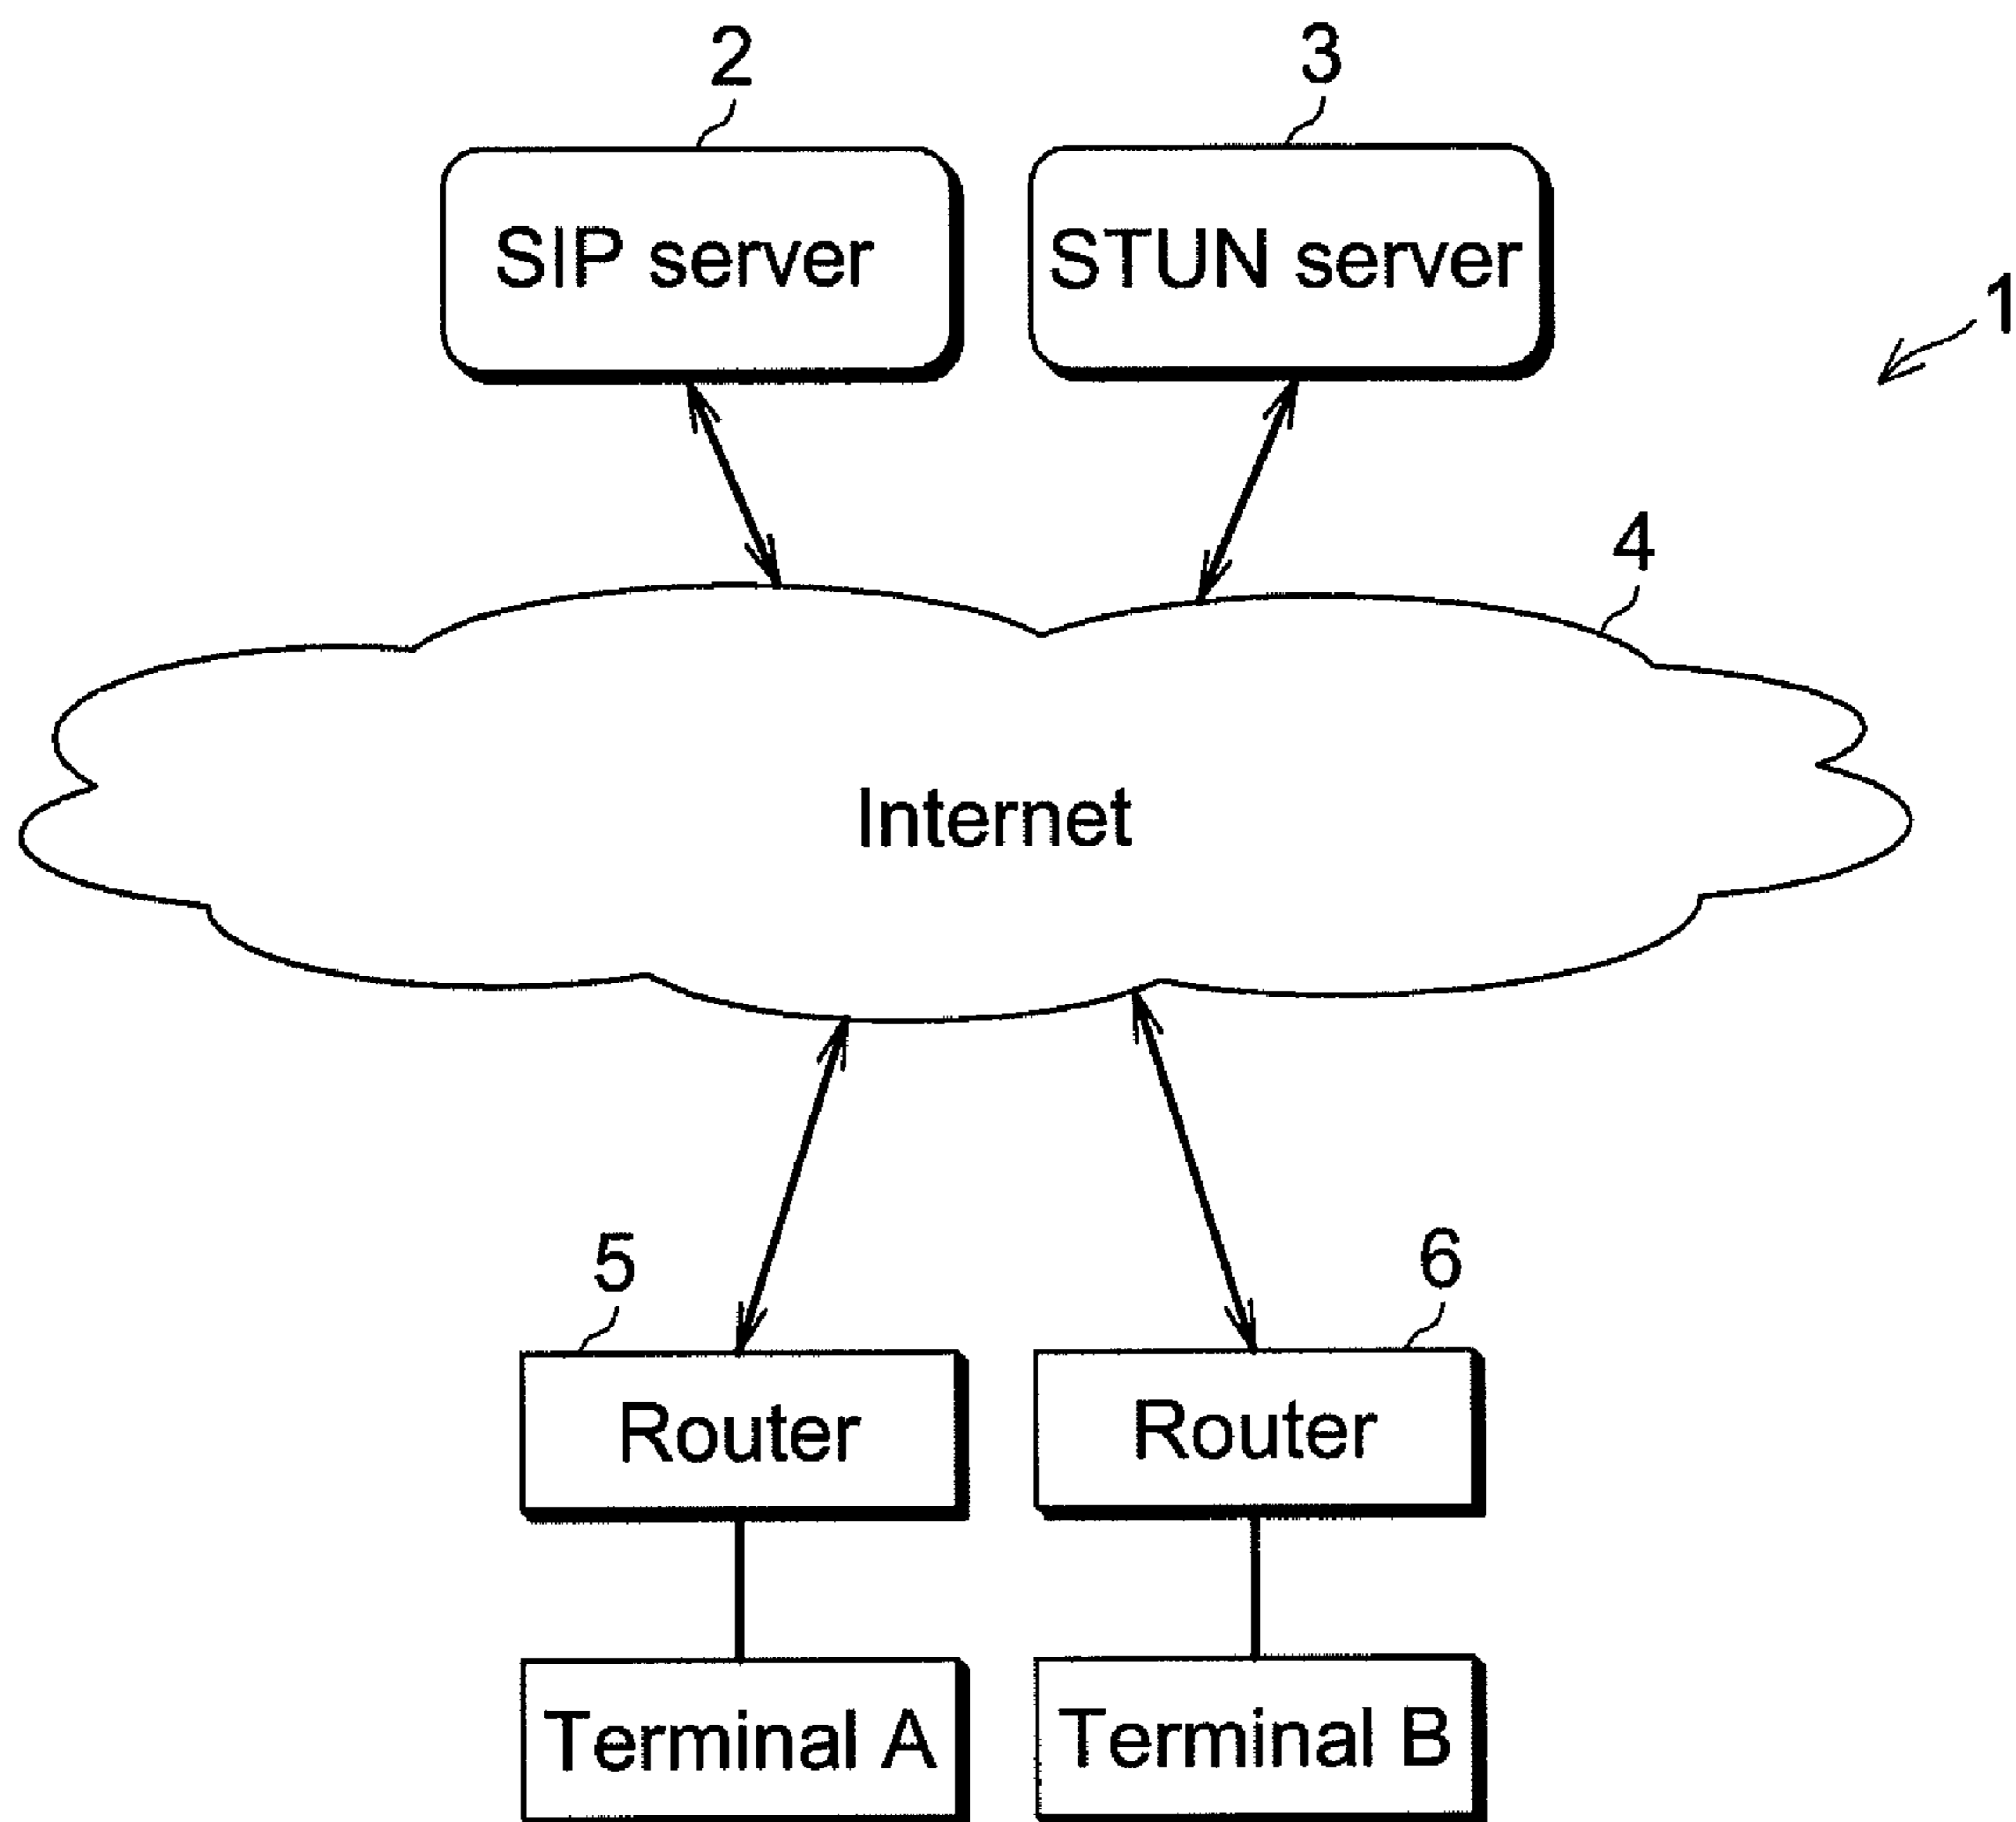 2
3
SIP server
STUN server
1
4
Internet
5
6
Router
Router
Terminal A
Terminal B